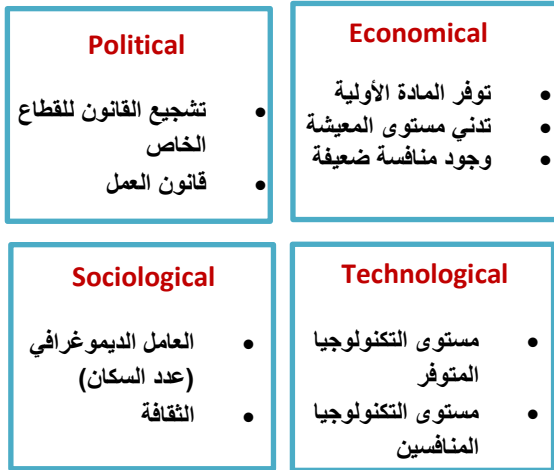 Political
• تشجيع القانون للقطاع
الخاص
• قانون العمل
Economical
• توفر المادة الأولية
• تدني مستوى المعيشة
• وجود منافسة ضعيفة
Sociological
• العامل الديموغرافي
(عدد السكان)
• الثقافة
Technological
• مستوى التكنولوجيا
المتوفر
• مستوى التكنولوجيا
المنافسين